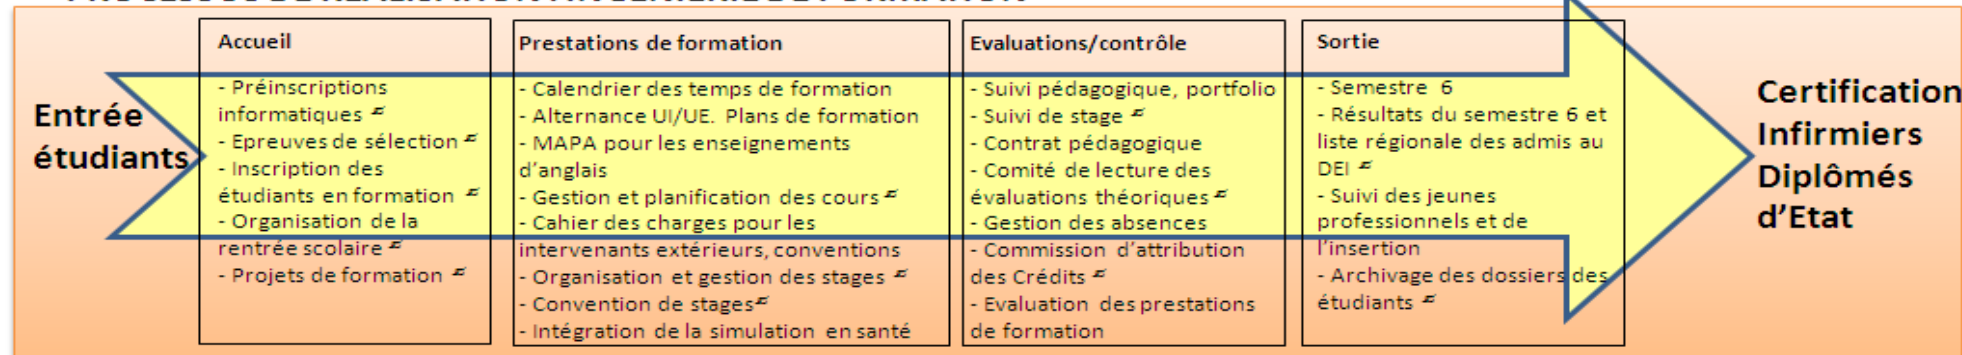 Entrée
étudiants
Accueil
- Préinscriptions
informatiques
- Epreuves de sélection
- Inscription des
étudiants en formation
- Organisation de la
rentrée scolaire
- Projets de formation
Prestations de formation
- Calendrier des temps de formation
- Alternance UI/UE. Plans de formation
- MAPA pour les enseignements
d'anglais
- Gestion et planification des cours
- Cahier des charges pour les
intervenants extérieurs, conventions
- Organisation et gestion des stages
- Convention de stages
- Intégration de la simulation en santé
Evaluations/contrôle
- Suivi pédagogique, portfolio
- Suivi de stage
- Contrat pédagogique
- Comité de lecture des
évaluations théoriques
- Gestion des absences
- Commission d'attribution
des Crédits
- Evaluation des prestations
de formation
Sortie
- Semestre 6
- Résultats du semestre 6 et
liste régionale des admis au
DEI
- Suivi des jeunes
professionnels et de
l'insertion
- Archivage des dossiers des
étudiants
Certification
Infirmiers
Diplômés
d'Etat